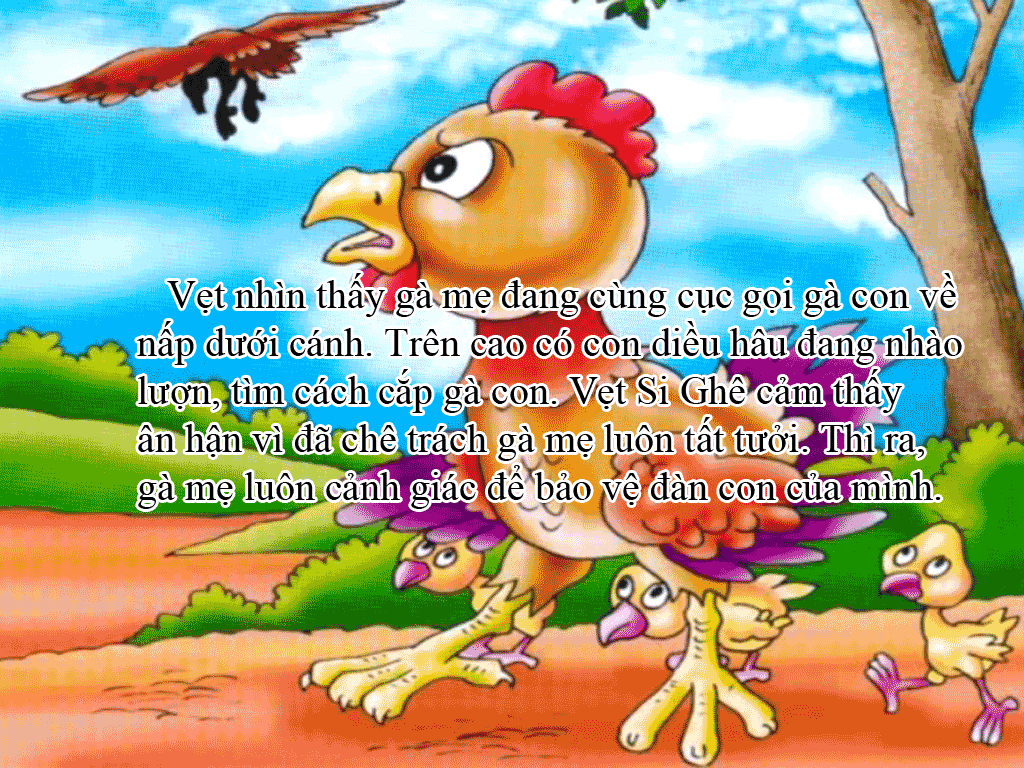 Vẹt nhìn thấy gà mẹ đang cùng cục gọi gà con về
nấp dưới cánh. Trên cao có con diều hâu đang nhào
lượn, tìm cách cắp gà con. Vẹt Si Ghê cảm thấy
ân hận vì đã chê trách gà mẹ luôn tất tưởi. Thì ra,
gà mẹ luôn cảnh giác để bảo vệ đàn con của mình.